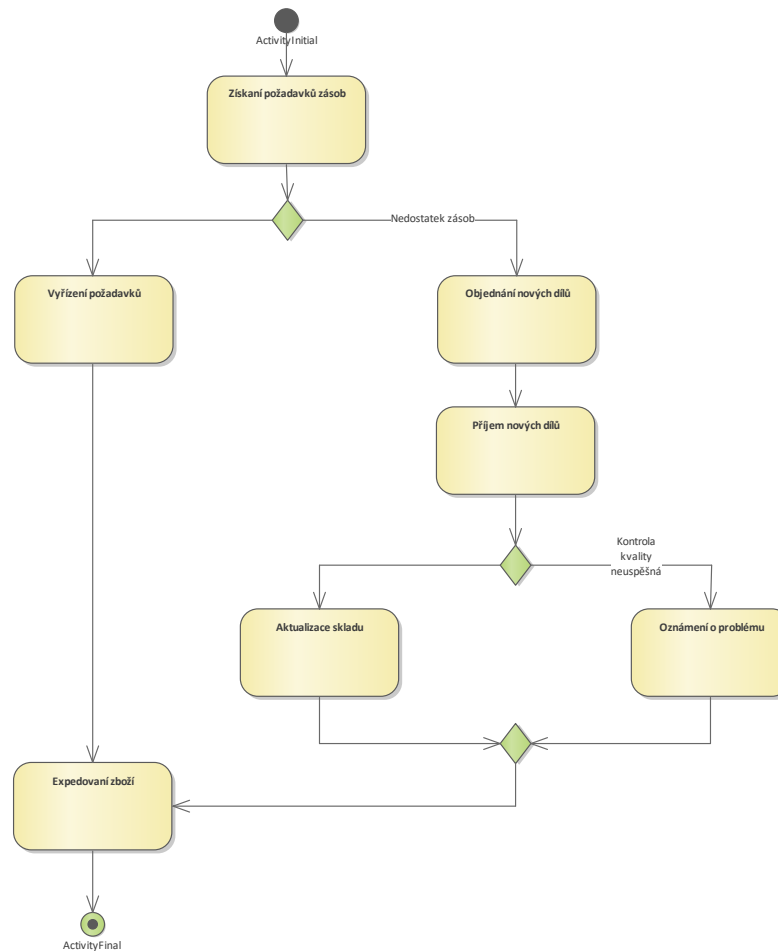 ActivityInitial
Získaní požadavků zásob
Nedostatek zásob
Vyřízení požadavků
Objednání nových dílů
Příjem nových dílů
Kontrola
kvality
neuspěšná
Aktualizace skladu
Oznámení o problému
Expedovaní zboží
ActivityFinal